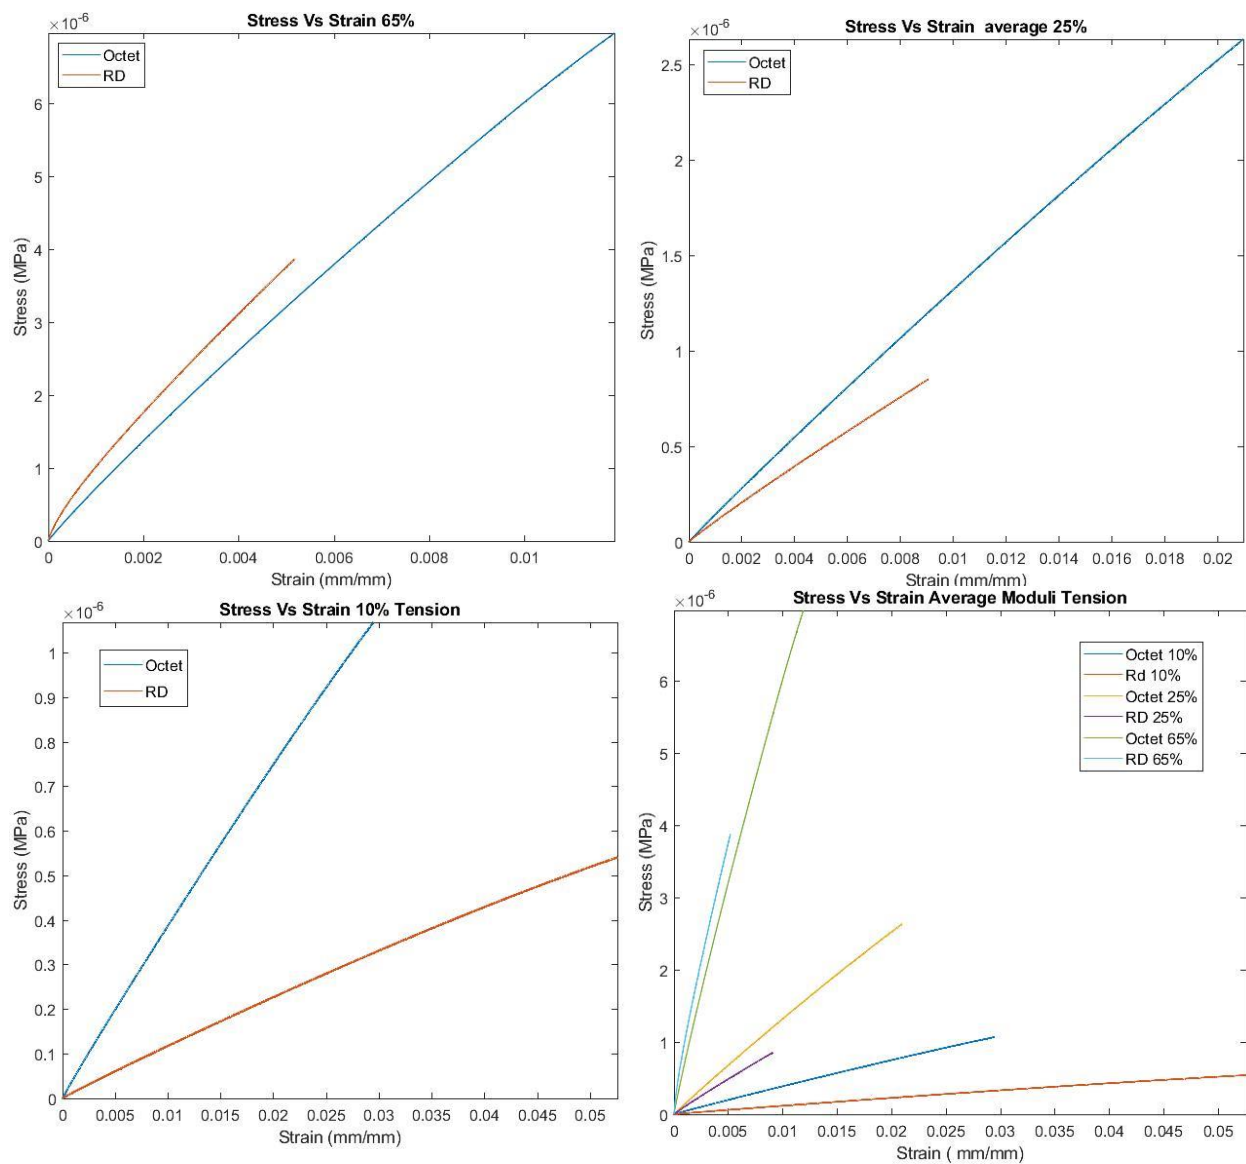 Stress Vs Strain 65%
×10⁻⁶
Octet
RD
6
5
4
3
2
1
0
Stress (MPa)
0 0.002 0.004 0.006 0.008 0.01
Strain (mm/mm)
Stress Vs Strain average 25%
×10⁻⁶
Octet
RD
2.5
2
1.5
1
0.5
0
Stress (MPa)
0 0.002 0.004 0.006 0.008 0.01 0.012 0.014 0.016 0.018 0.02
Strain (mm/mm)
Stress Vs Strain 10% Tension
×10⁻⁶
Octet
RD
1
0.9
0.8
0.7
0.6
0.5
0.4
0.3
0.2
0.1
0
Stress (MPa)
0 0.005 0.01 0.015 0.02 0.025 0.03 0.035 0.04 0.045 0.05
Strain (mm/mm)
Stress Vs Strain Average Moduli Tension
×10⁻⁶
Octet 10%
Rd 10%
Octet 25%
RD 25%
Octet 65%
RD 65%
6
5
4
3
2
1
0
Stress (MPa)
0 0.005 0.01 0.015 0.02 0.025 0.03 0.035 0.04 0.045 0.05
Strain ( mm/mm)